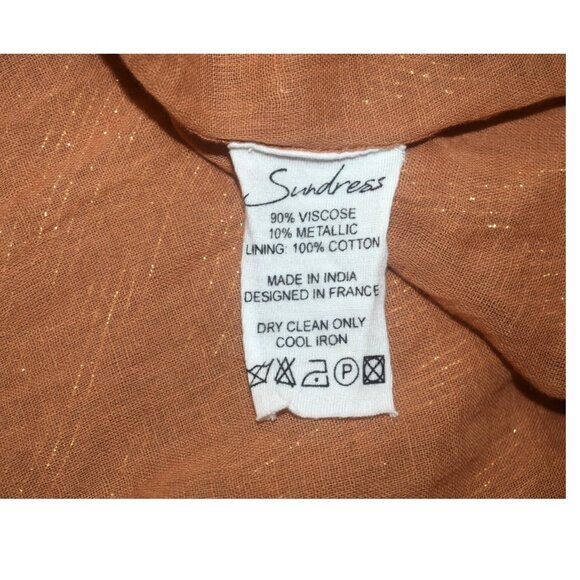 Sundress
90% VISCOSE
10% METALLIC
LINING: 100% COTTON
MADE IN INDIA
DESIGNED IN FRANCE
DRY CLEAN ONLY
COOL IRON
P